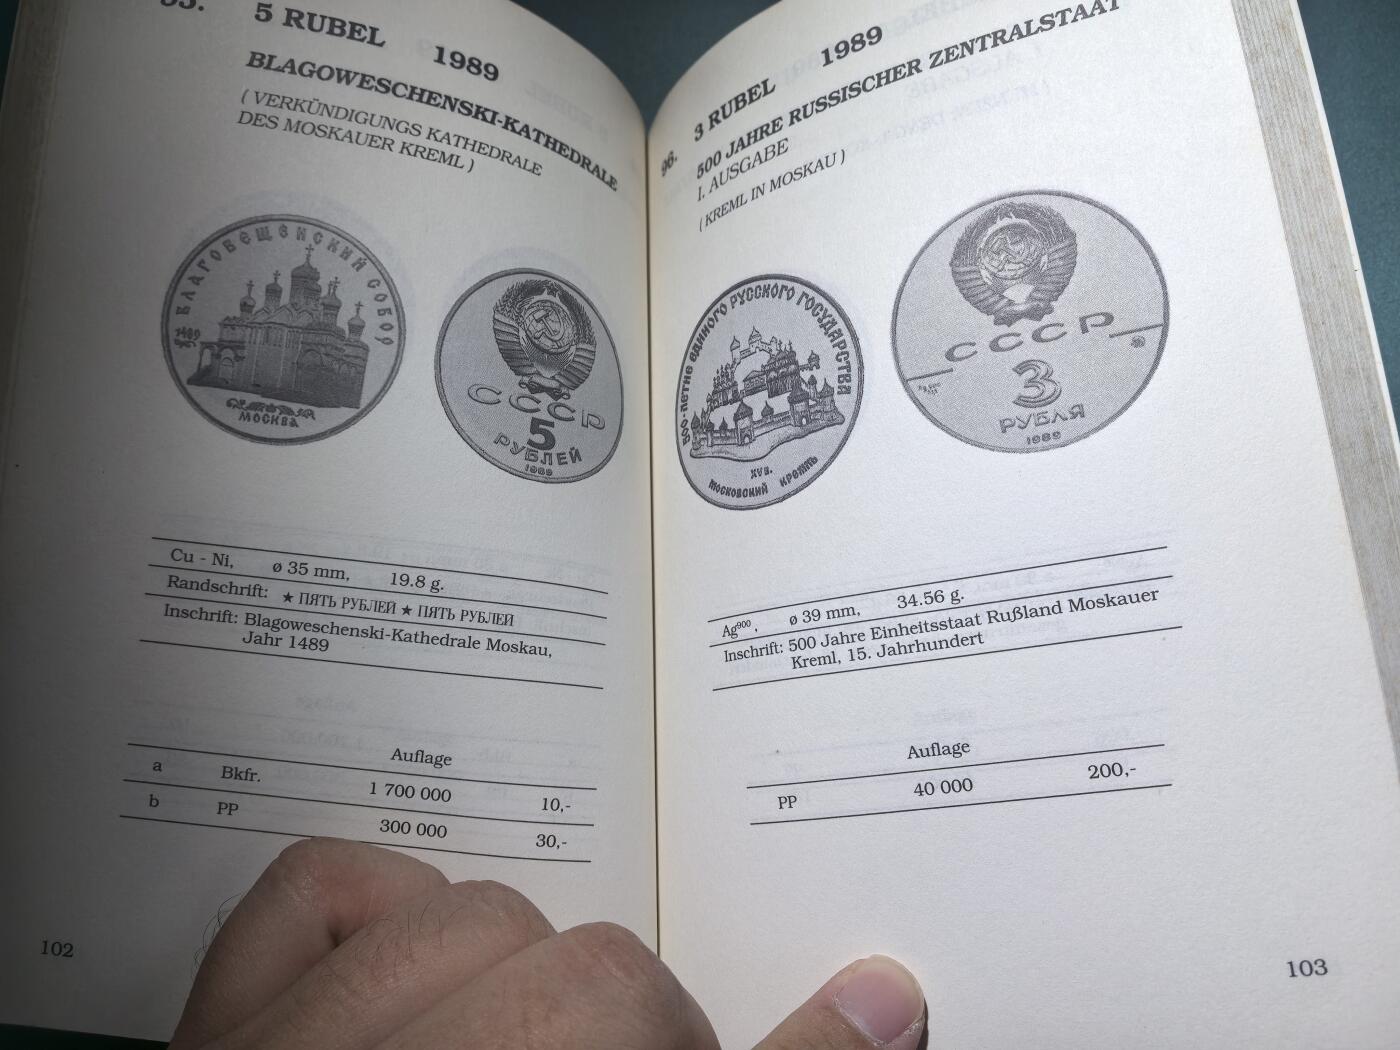 95.
5 RUBEL 1989
BLAGOWESCHENSKI-KATHEDRALE
( VERKÜNDIGUNGS KATHEDRALE
DES MOSKAUER KREML )
БЛАГОВЕЩЕНСКИЙ СОБОР
1489
МОСКВА
СССР
5
РУБЛЕЙ
1989
Cu - Ni, ø 35 mm, 19.8 g.
Randschrift: ★ ПЯТЬ РУБЛЕЙ ★ ПЯТЬ РУБЛЕЙ
Inschrift: Blagoweschenski-Kathedrale Moskau,
Jahr 1489
Auflage
a Bkfr. 1 700 000 10,-
b PP 300 000 30,-
102
96.
3 RUBEL 1989
500 JAHRE RUSSISCHER ZENTRALSTAAT
I. AUSGABE
( KREML IN MOSKAU )
500-летие единого русского государства
XVв.
московский кремль
СССР
3
РУБЛЯ
1989
Ag⁹⁰⁰, ø 39 mm, 34.56 g.
Inschrift: 500 Jahre Einheitsstaat Rußland Moskauer
Kreml, 15. Jahrhundert
Auflage
PP 40 000 200,-
103